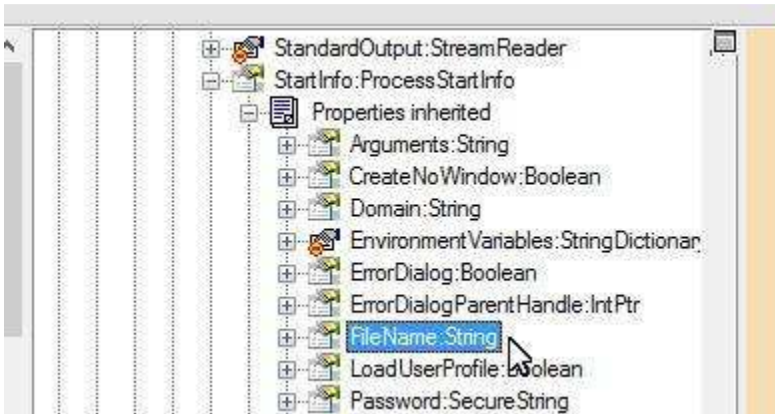 StandardOutput:StreamReader
StartInfo:ProcessStartInfo
Properties inherited
Arguments:String
CreateNoWindow:Boolean
Domain:String
EnvironmentVariables:StringDictionar
ErrorDialog:Boolean
ErrorDialogParentHandle:IntPtr
FileName:String
LoadUserProfile:Boolean
Password:SecureString